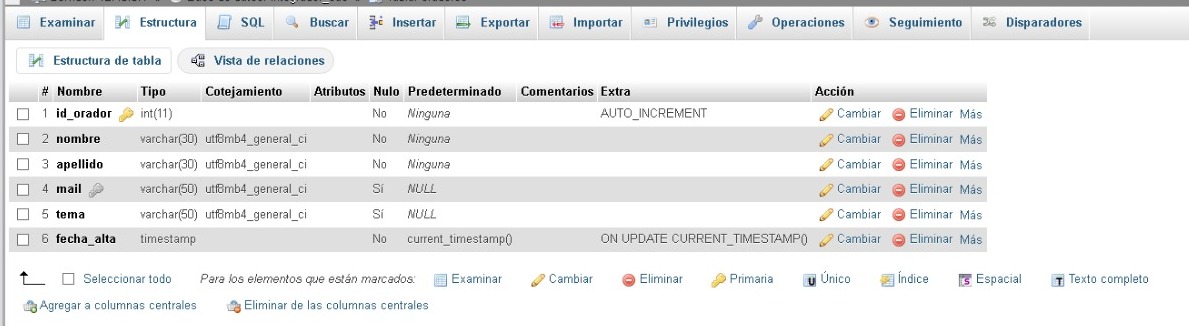 Examinar Estructura SQL Buscar Insertar Exportar Importar Privilegios Operaciones Seguimiento Disparadores
Estructura de tabla Vista de relaciones
# Nombre Tipo Cotejamiento Atributos Nulo Predeterminado Comentarios Extra Acción
1 id_orador int(11) No Ninguna AUTO_INCREMENT Cambiar Eliminar Más
2 nombre varchar(30) utf8mb4_general_ci No Ninguna Cambiar Eliminar Más
3 apellido varchar(30) utf8mb4_general_ci No Ninguna Cambiar Eliminar Más
4 mail varchar(50) utf8mb4_general_ci Sí NULL Cambiar Eliminar Más
5 tema varchar(50) utf8mb4_general_ci Sí NULL Cambiar Eliminar Más
6 fecha_alta timestamp No current_timestamp() ON UPDATE CURRENT_TIMESTAMP() Cambiar Eliminar Más
Seleccionar todo Para los elementos que están marcados: Examinar Cambiar Eliminar Primaria Único Índice Espacial Texto completo
Agregar a columnas centrales Eliminar de las columnas centrales